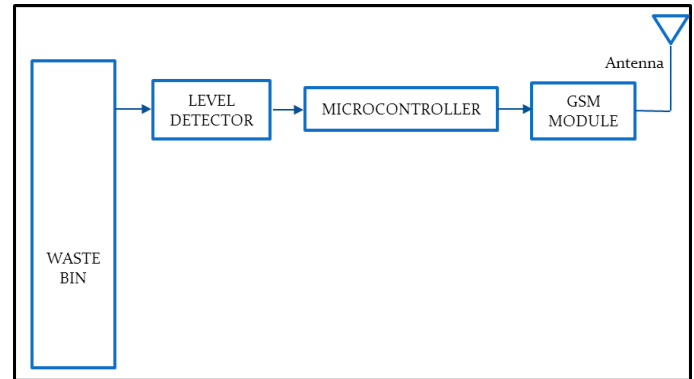 Antenna
LEVEL
DETECTOR
MICROCONTROLLER
GSM
MODULE
WASTE
BIN